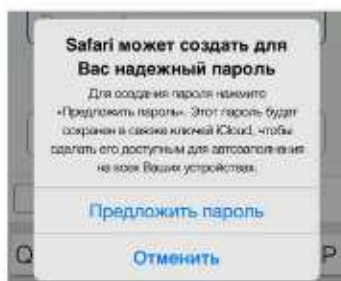 Safari может создать для
Вас надежный пароль
Для создания пароля нажмите
«Предложить пароль». Этот пароль будет
сохранен в связке ключей iCloud, чтобы
сделать его доступным для автозаполнения
на всех Ваших устройствах.
Предложить пароль
Отменить
Q
P